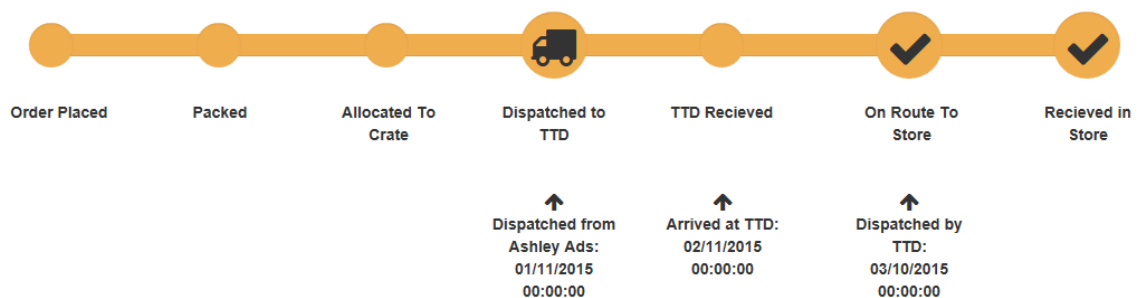 Order Placed
Packed
Allocated To
Crate
Dispatched to
TTD
TTD Recieved
On Route To
Store
Recieved in
Store
Dispatched from
Ashley Ads:
01/11/2015
00:00:00
Arrived at TTD:
02/11/2015
00:00:00
Dispatched by
TTD:
03/10/2015
00:00:00